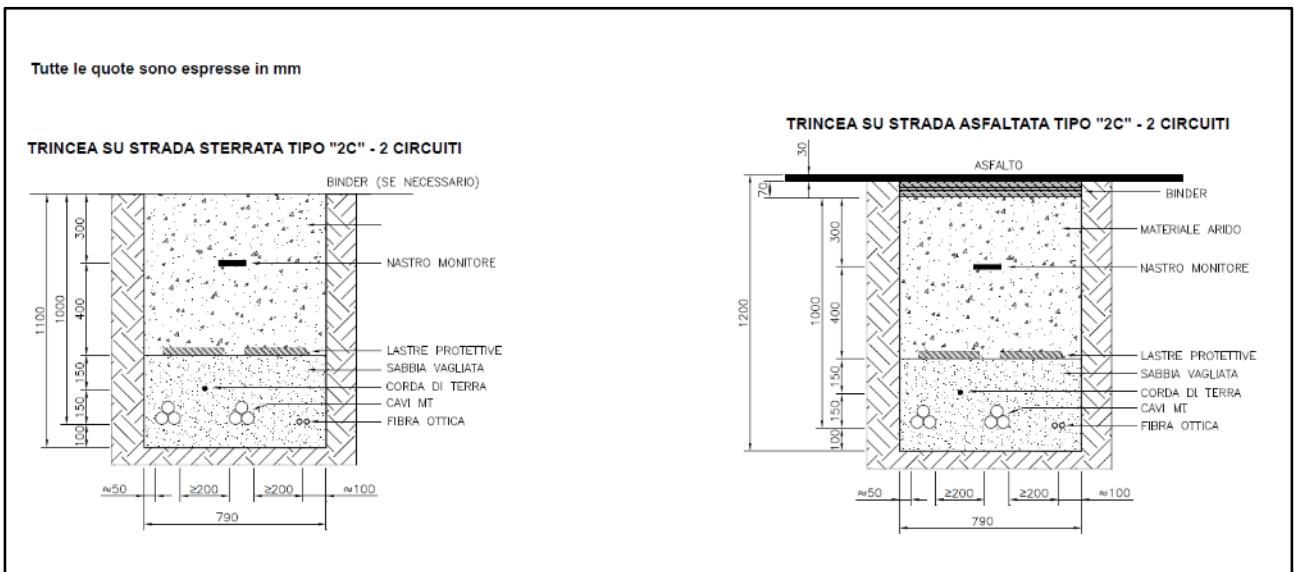 Tutte le quote sono espresse in mm
TRINCEA SU STRADA STERRATA TIPO "2C" - 2 CIRCUITI
BINDER (SE NECESSARIO)
300
NASTRO MONITORE
400
1000
1100
LASTRE PROTETTIVE
SABBIA VAGLIATA
150
CORDA DI TERRA
CAVI MT
150
FIBRA OTTICA
100
≈50
≥200
≥200
≈100
790
TRINCEA SU STRADA ASFALTATA TIPO "2C" - 2 CIRCUITI
30
ASFALTO
70
BINDER
300
MATERIALE ARIDO
NASTRO MONITORE
400
1000
1200
LASTRE PROTETTIVE
SABBIA VAGLIATA
150
CORDA DI TERRA
CAVI MT
150
FIBRA OTTICA
100
≈50
≥200
≥200
≈100
790